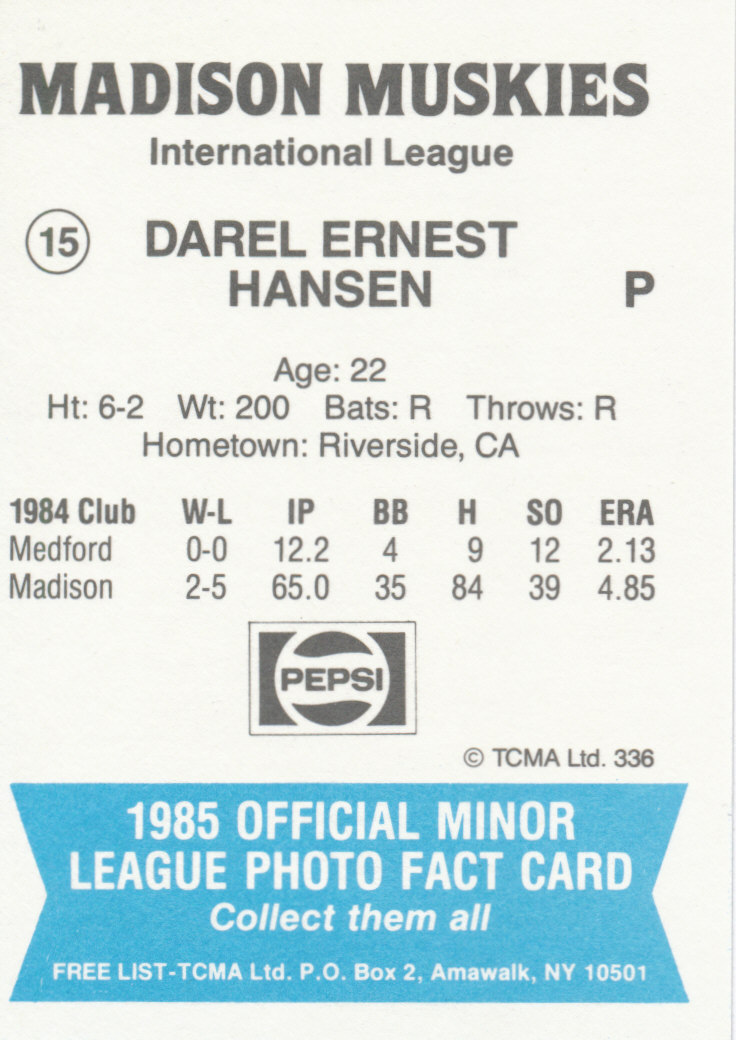 MADISON MUSKIES
International League
15
DAREL ERNEST
HANSEN P
Age: 22
Ht: 6-2 Wt: 200 Bats: R Throws: R
Hometown: Riverside, CA
1984 Club W-L IP BB H SO ERA
Medford 0-0 12.2 4 9 12 2.13
Madison 2-5 65.0 35 84 39 4.85
PEPSI
© TCMA Ltd. 336
1985 OFFICIAL MINOR
LEAGUE PHOTO FACT CARD
Collect them all
FREE LIST-TCMA Ltd. P.O. Box 2, Amawalk, NY 10501